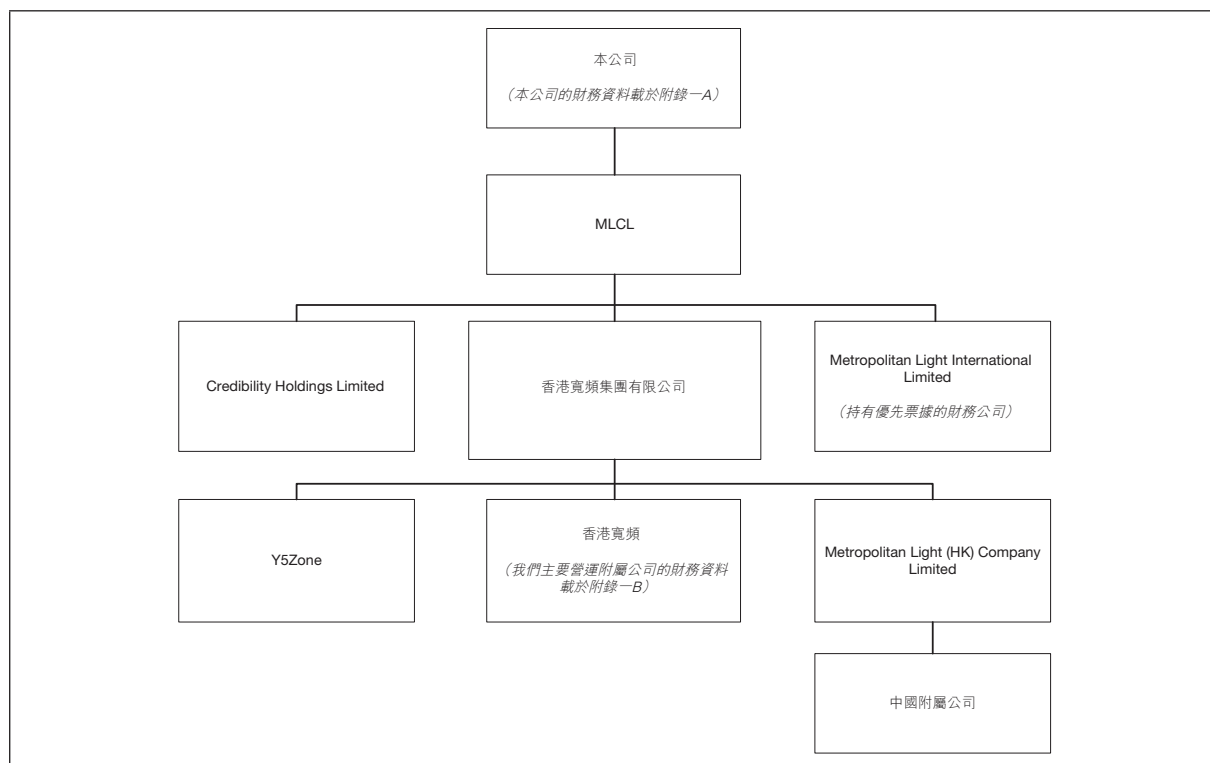 本公司
（本公司的財務資料載於附錄一A）
MLCL
Credibility Holdings Limited
香港寬頻集團有限公司
Metropolitan Light International
Limited
（持有優先票據的財務公司）
Y5Zone
香港寬頻
（我們主要營運附屬公司的財務資料
載於附錄一B）
Metropolitan Light (HK) Company
Limited
中國附屬公司